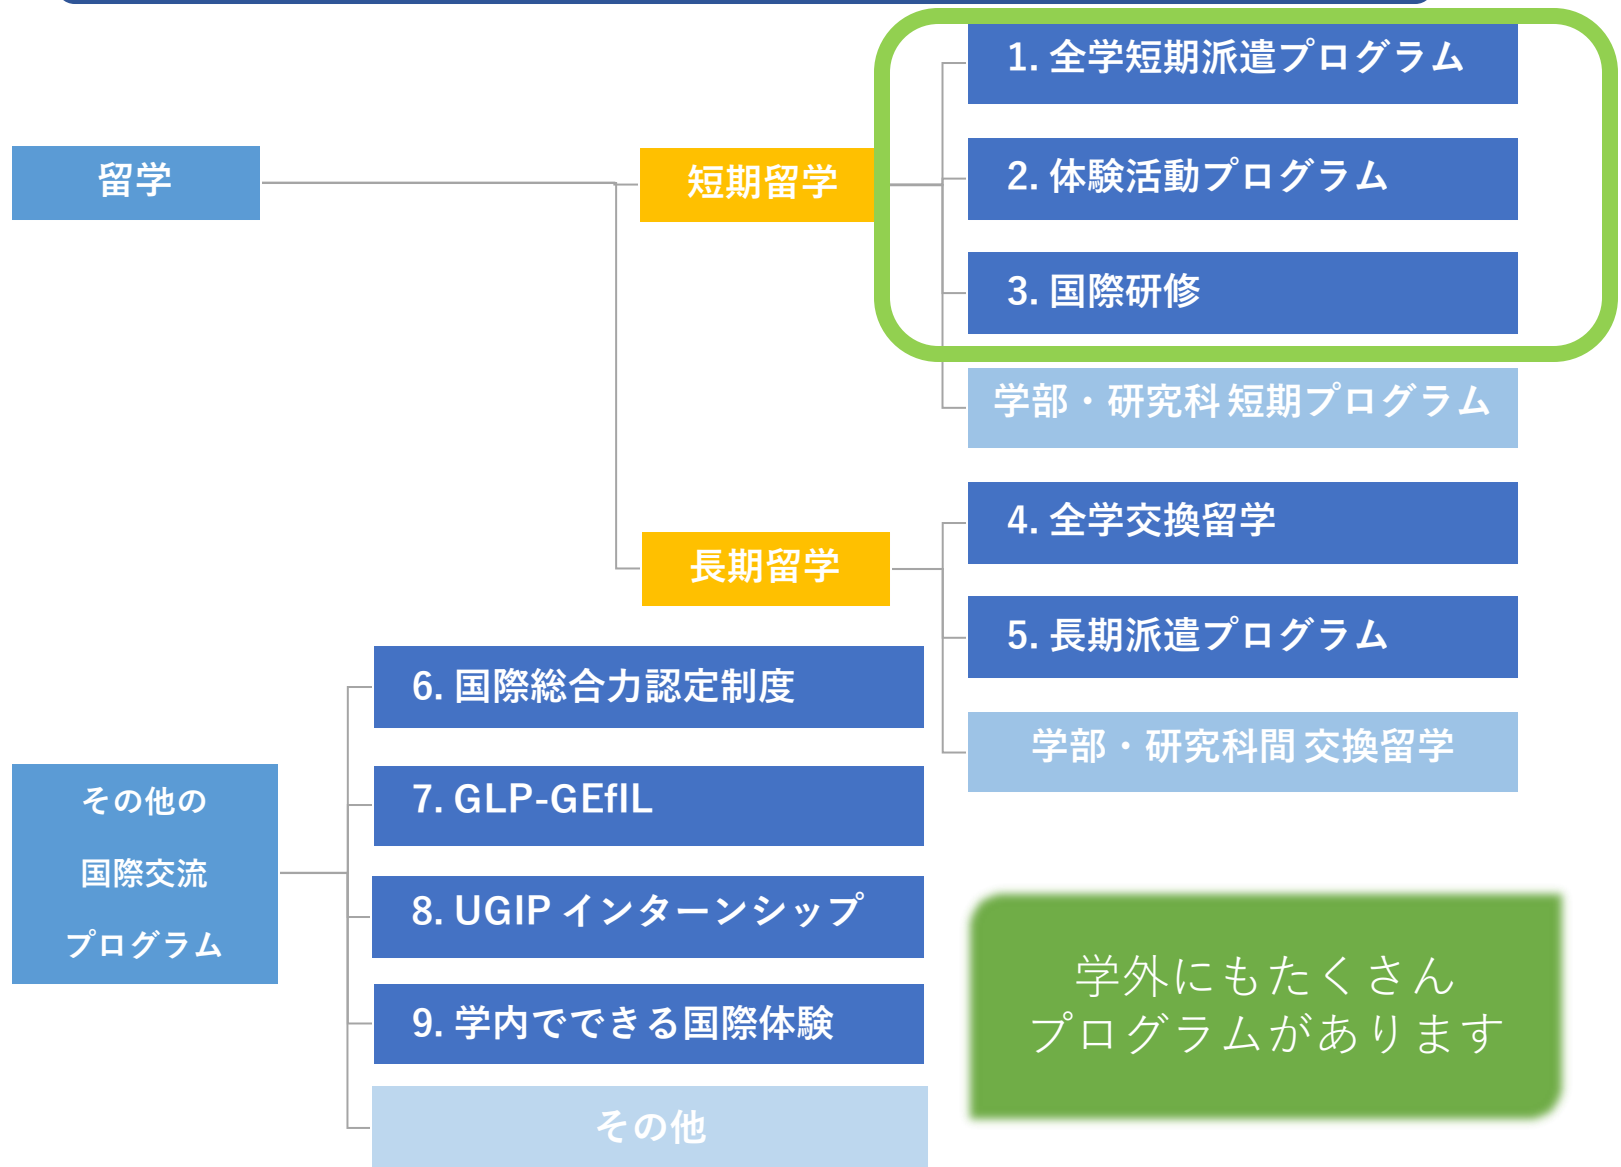 留学
短期留学
1. 全学短期派遣プログラム
2. 体験活動プログラム
3. 国際研修
学部・研究科 短期プログラム
長期留学
4. 全学交換留学
5. 長期派遣プログラム
学部・研究科間 交換留学
その他の
国際交流
プログラム
6. 国際総合力認定制度
7. GLP-GEfIL
8. UGIP インターンシップ
9. 学内でできる国際体験
その他
学外にもたくさん
プログラムがあります